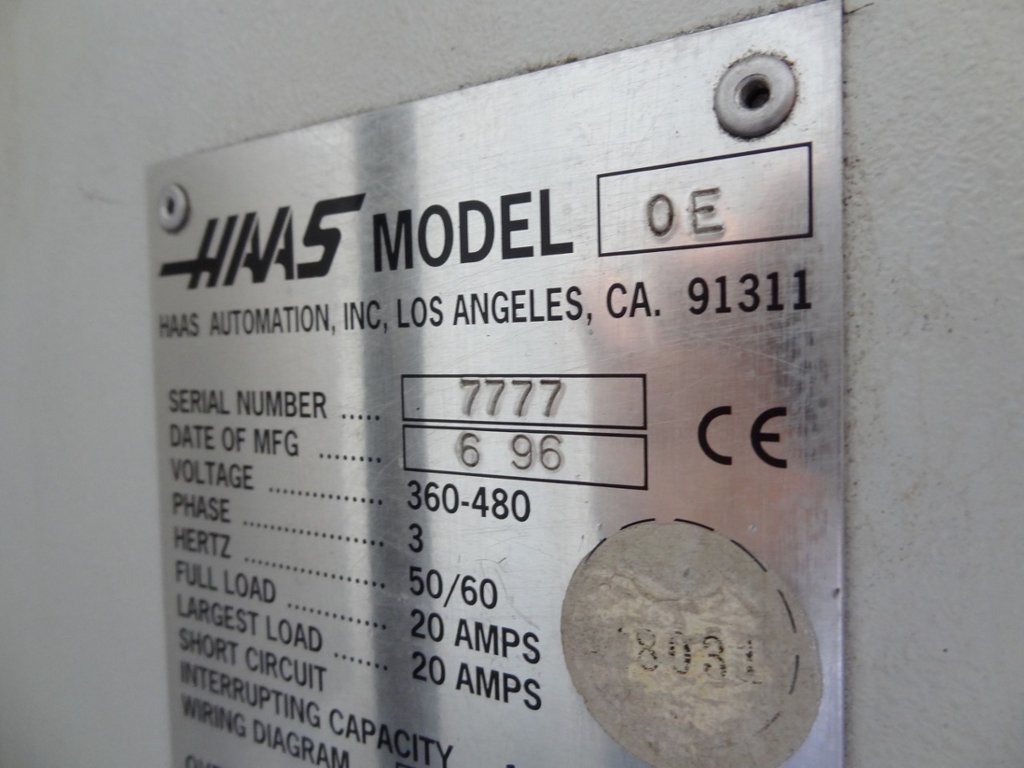 HAAS MODEL OE
HAAS AUTOMATION, INC, LOS ANGELES, CA. 91311
SERIAL NUMBER ..... 7777
DATE OF MFG ........ 6 96
VOLTAGE ................ 360-480
PHASE .................... 3
HERTZ .................... 50/60
FULL LOAD .............. 20 AMPS
LARGEST LOAD ....... 20 AMPS
SHORT CIRCUIT
INTERRUPTING CAPACITY
WIRING DIAGRAM
CE